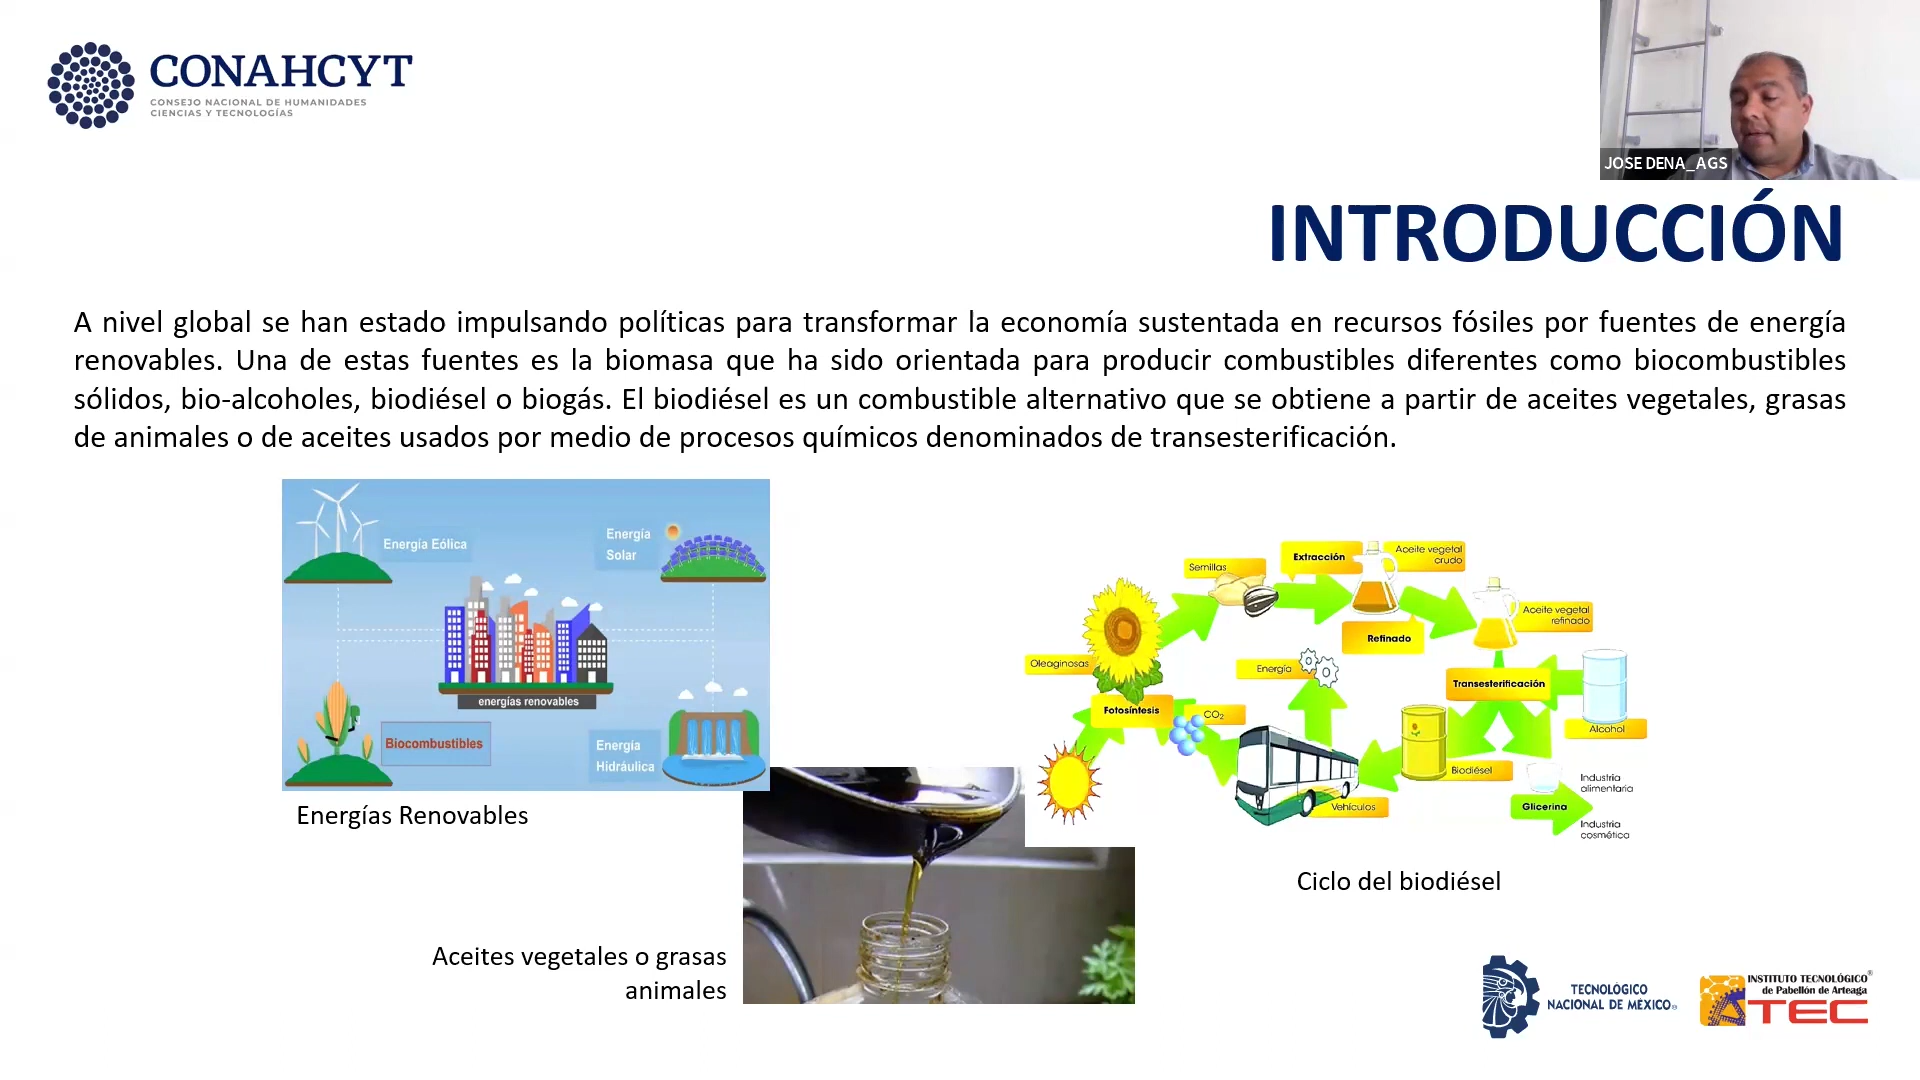 CONAHCYT
CONSEJO NACIONAL DE HUMANIDADES
CIENCIAS Y TECNOLOGÍAS
JOSE DENA_AGS
INTRODUCCIÓN
A nivel global se han estado impulsando políticas para transformar la economía sustentada en recursos fósiles por fuentes de energía
renovables. Una de estas fuentes es la biomasa que ha sido orientada para producir combustibles diferentes como biocombustibles
sólidos, bio-alcoholes, biodiésel o biogás. El biodiésel es un combustible alternativo que se obtiene a partir de aceites vegetales, grasas
de animales o de aceites usados por medio de procesos químicos denominados de transesterificación.
Energía Eólica
Energía
Solar
energías renovables
Biocombustibles
Energía
Hidráulica
Energías Renovables
Aceites vegetales o grasas
animales
Semillas
Extracción
Aceite vegetal
crudo
Aceite vegetal
refinado
Refinado
Oleaginosas
Energía
Transesterificación
Fotosíntesis
CO₂
Alcohol
Biodiésel
Vehículos
Glicerina
Industria
alimentaria
Industria
cosmética
Ciclo del biodiésel
TECNOLÓGICO
NACIONAL DE MÉXICO®
INSTITUTO TECNOLÓGICO®
de Pabellón de Arteaga
TEC